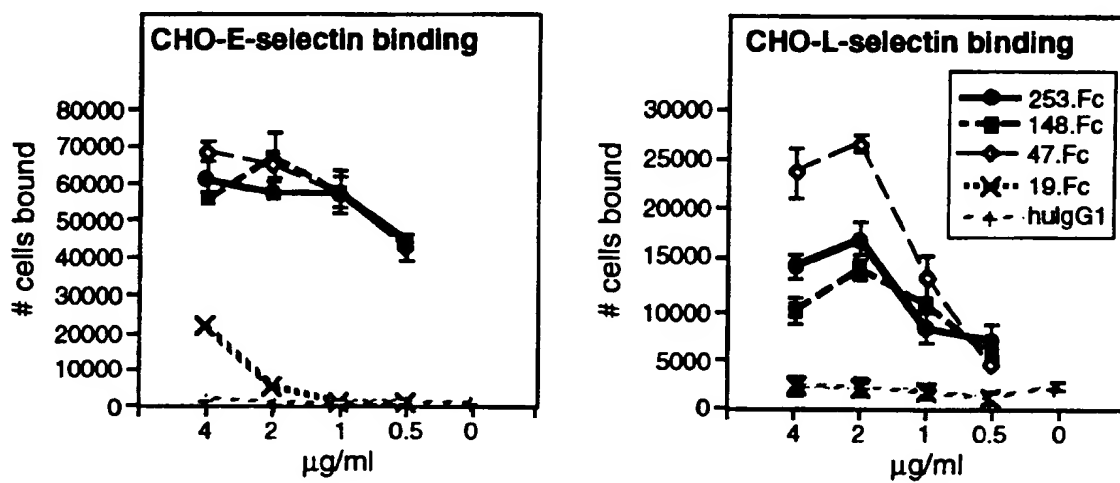 CHO-E-selectin binding
# cells bound
80000
70000
60000
50000
40000
30000
20000
10000
0
4 2 1 0.5 0
µg/ml
CHO-L-selectin binding
# cells bound
30000
25000
20000
15000
10000
5000
0
4 2 1 0.5 0
µg/ml
253.Fc
148.Fc
47.Fc
19.Fc
huIgG1